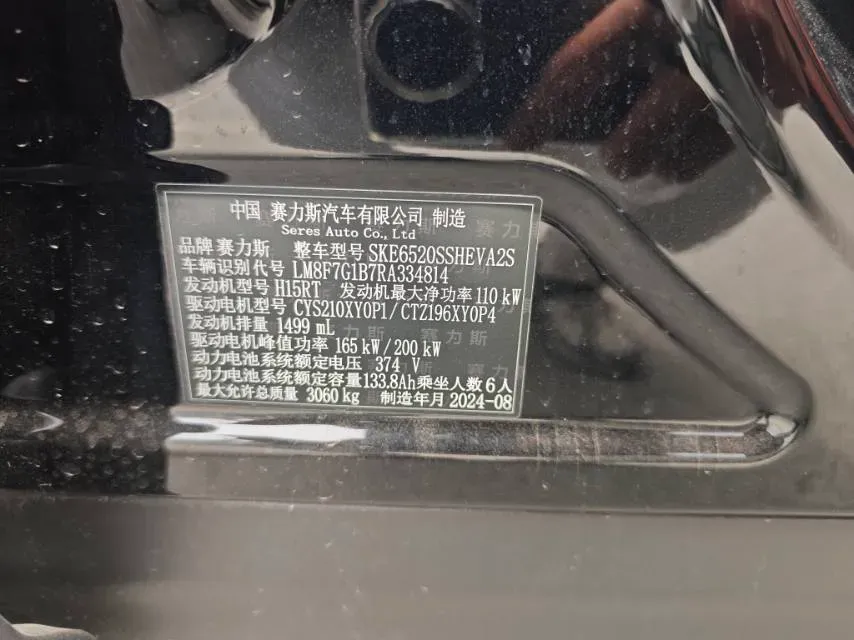 中国 赛力斯汽车有限公司 制造
Seres Auto Co., Ltd
品牌 赛力斯 整车型号 SKE6520SSHEVA2S
车辆识别代号 LM8F7G1B7RA334814
发动机型号 H15RT 发动机最大净功率 110 kW
驱动电机型号 CYS210XY0P1/CTZ196XY0P4
发动机排量 1499 mL
驱动电机峰值功率 165 kW/200 kW
动力电池系统额定电压 374 V
动力电池系统额定容量 133.8Ah 乘坐人数 6人
最大允许总质量 3060 kg 制造年月 2024-08